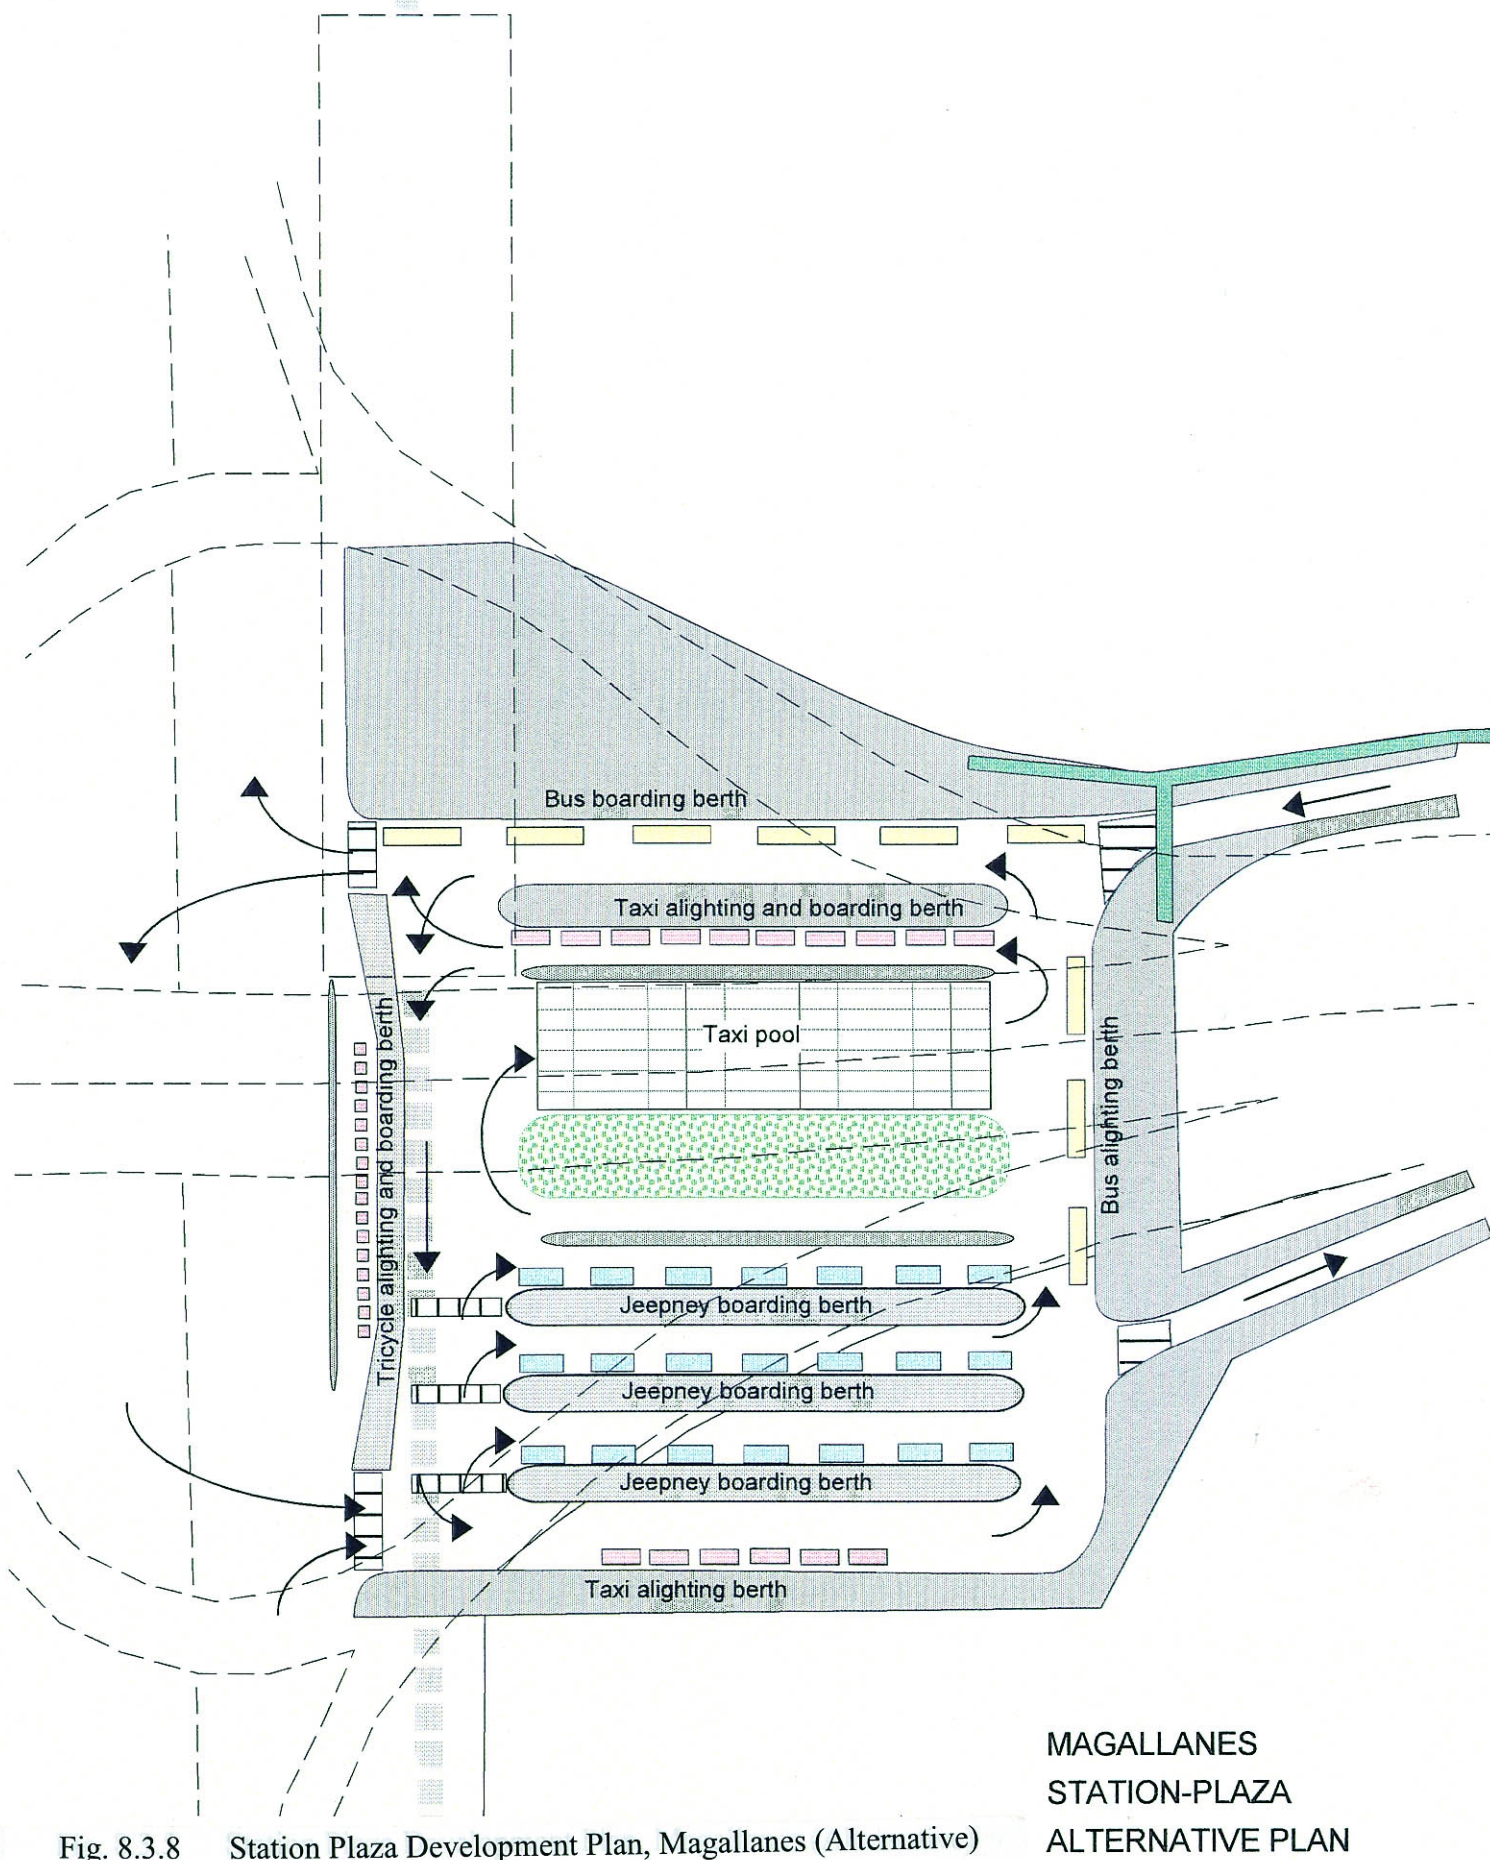 Bus boarding berth
Taxi alighting and boarding berth
Taxi pool
Tricycle alighting and boarding berth
Bus alighting berth
Jeepney boarding berth
Jeepney boarding berth
Jeepney boarding berth
Taxi alighting berth
MAGALLANES
STATION-PLAZA
ALTERNATIVE PLAN
Fig. 8.3.8 Station Plaza Development Plan, Magallanes (Alternative)